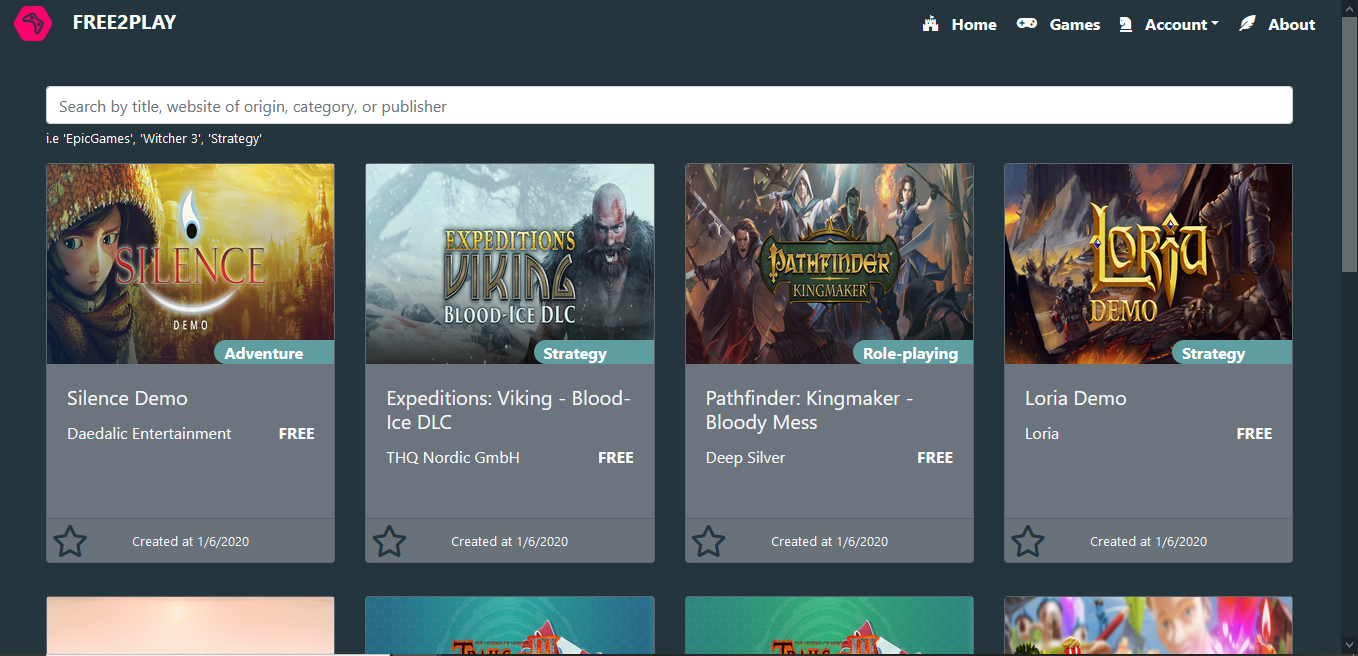 FREE2PLAY
Home Games Account About
Search by title, website of origin, category, or publisher
i.e 'EpicGames', 'Witcher 3', 'Strategy'
SILENCE
DEMO
Adventure
Silence Demo
Daedalic Entertainment FREE
Created at 1/6/2020
EXPEDITIONS
VIKING
BLOOD-ICE DLC
Strategy
Expeditions: Viking - Blood-
Ice DLC
THQ Nordic GmbH FREE
Created at 1/6/2020
PATHFINDER
KINGMAKER
Role-playing
Pathfinder: Kingmaker -
Bloody Mess
Deep Silver FREE
Created at 1/6/2020
LORIA
DEMO
Strategy
Loria Demo
Loria FREE
Created at 1/6/2020